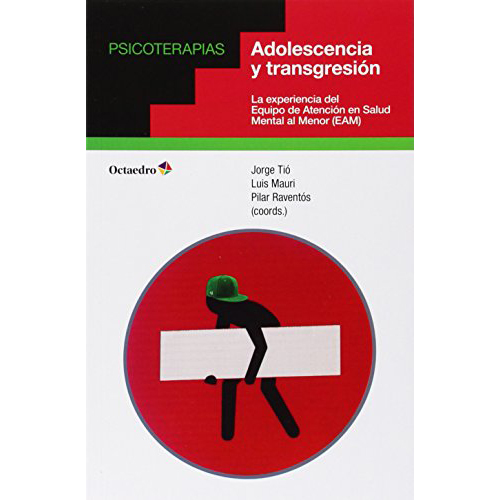 PSICOTERAPIAS
Adolescencia
y transgresión
La experiencia del
Equipo de Atención en Salud
Mental al Menor (EAM)
Octaedro
Jorge Tió
Luis Mauri
Pilar Raventós
(coords.)